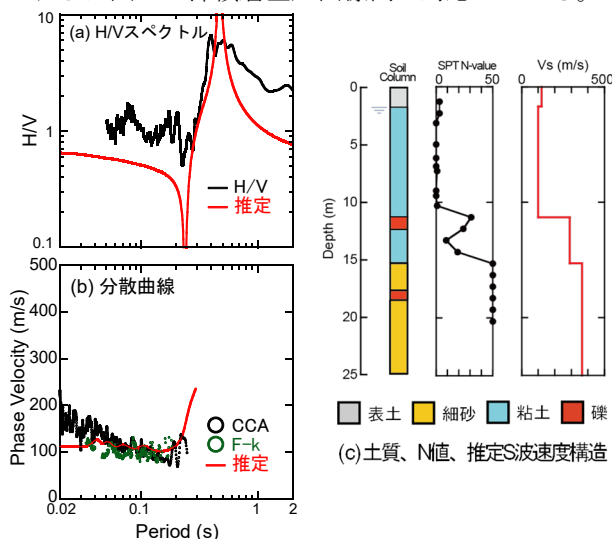 (a) H/Vスペクトル
10
1
0.1
H/V
H/V
推定
(b) 分散曲線
500
400
300
200
100
0
Phase Velocity (m/s)
CCA
F-k
推定
0.02
0.1
1
2
Period (s)
Soil Column
SPT N-value
0
50
Vs (m/s)
0
500
0
5
10
15
20
25
Depth (m)
表土
細砂
粘土
礫
(c) 土質、N値、推定S波速度構造